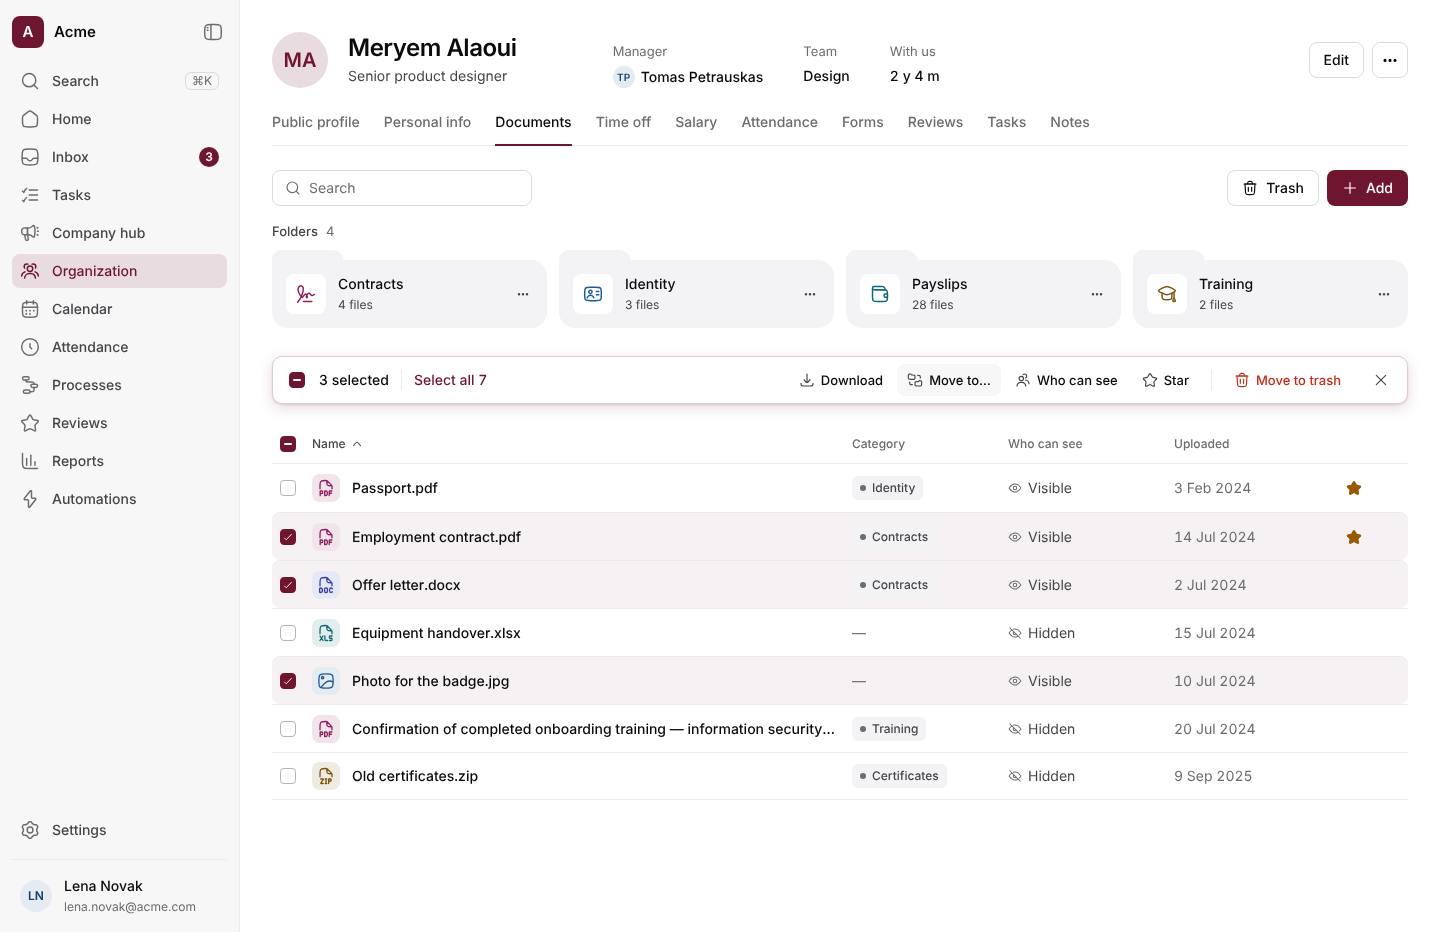 A Acme
Search ⌘K
Home
Inbox 3
Tasks
Company hub
Organization
Calendar
Attendance
Processes
Reviews
Reports
Automations
Settings
LN Lena Novak
lena.novak@acme.com
MA Meryem Alaoui
Senior product designer
Manager
TP Tomas Petrauskas
Team
Design
With us
2 y 4 m
Edit
Public profile Personal info Documents Time off Salary Attendance Forms Reviews Tasks Notes
Search
Trash
Add
Folders 4
Contracts
4 files
Identity
3 files
Payslips
28 files
Training
2 files
3 selected Select all 7 Download Move to... Who can see Star Move to trash
Name Category Who can see Uploaded
PDF Passport.pdf Identity Visible 3 Feb 2024
PDF Employment contract.pdf Contracts Visible 14 Jul 2024
DOC Offer letter.docx Contracts Visible 2 Jul 2024
XLS Equipment handover.xlsx — Hidden 15 Jul 2024
Photo for the badge.jpg — Visible 10 Jul 2024
PDF Confirmation of completed onboarding training — information security... Training Hidden 20 Jul 2024
ZIP Old certificates.zip Certificates Hidden 9 Sep 2025